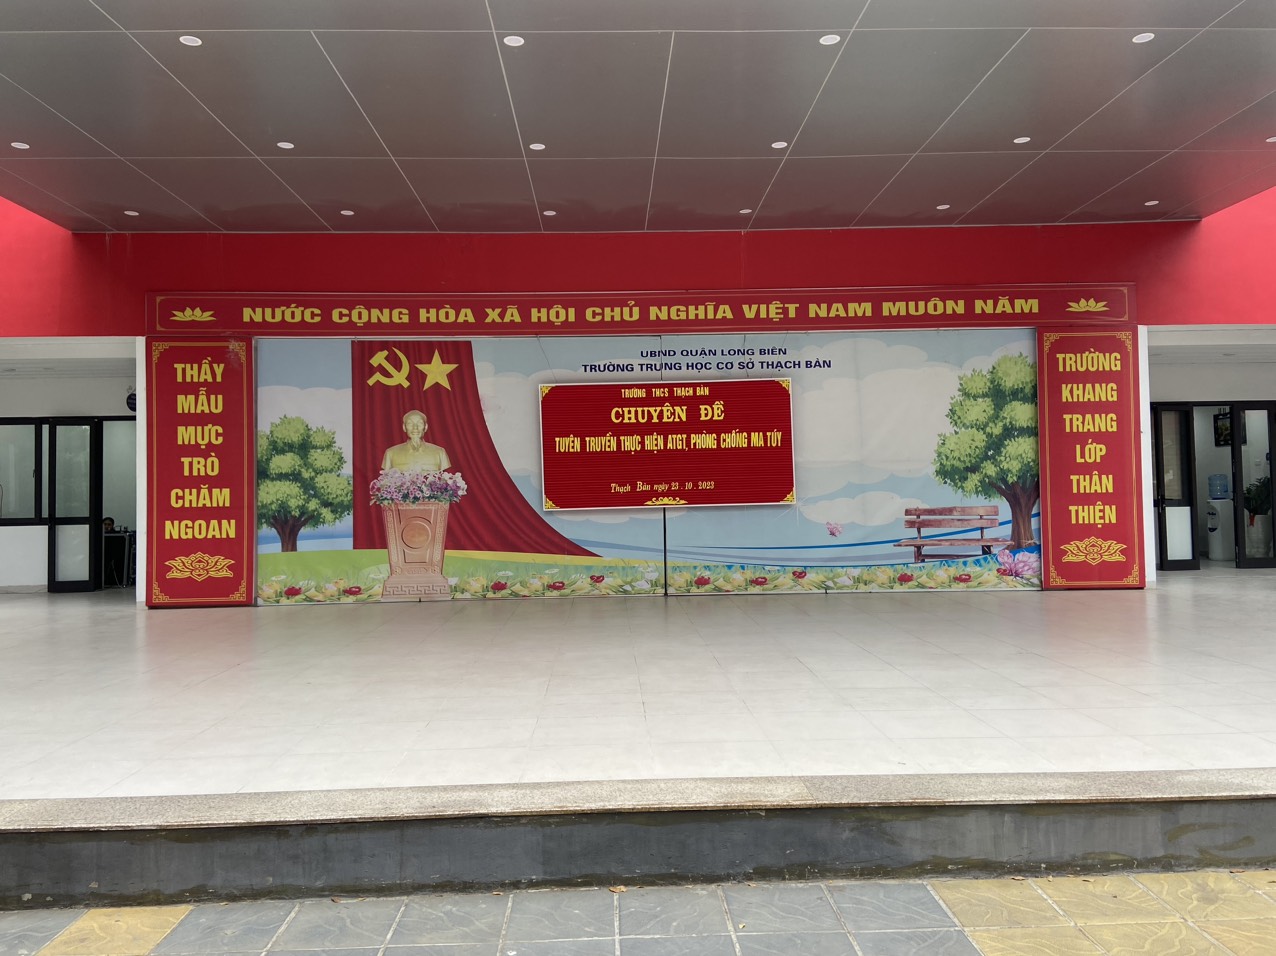 NƯỚC CỘNG HÒA XÃ HỘI CHỦ NGHĨA VIỆT NAM MUÔN NĂM
THẦY
MẪU
MỰC
TRÒ
CHĂM
NGOAN
UBND QUẬN LONG BIÊN
TRƯỜNG TRUNG HỌC CƠ SỞ THẠCH BÀN
TRƯỜNG THCS THẠCH BÀN
CHUYÊN ĐỀ
TUYÊN TRUYỀN THỰC HIỆN ATGT, PHÒNG CHỐNG MA TÚY
Thạch Bàn ngày 23.10.2023
TRƯỜNG
KHANG
TRANG
LỚP
THÂN
THIỆN